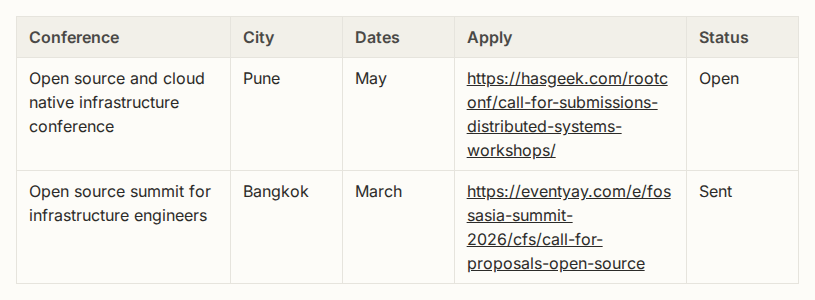 Conference City Dates Apply Status
Open source and cloud Pune May https://hasgeek.com/rootc Open
native infrastructure onf/call-for-submissions-
conference distributed-systems-
workshops/
Open source summit for Bangkok March https://eventyay.com/e/fos Sent
infrastructure engineers sasia-summit-
2026/cfs/call-for-
proposals-open-source